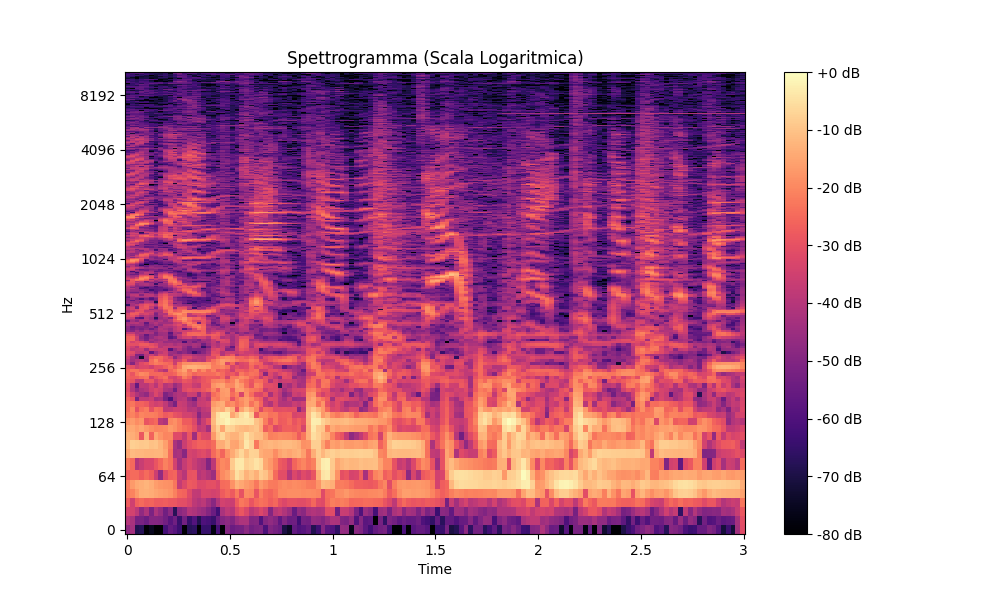 Spettrogramma (Scala Logaritmica)
8192
4096
2048
1024
512
256
128
64
0
Hz
0
0.5
1
1.5
2
2.5
3
Time
+0 dB
-10 dB
-20 dB
-30 dB
-40 dB
-50 dB
-60 dB
-70 dB
-80 dB